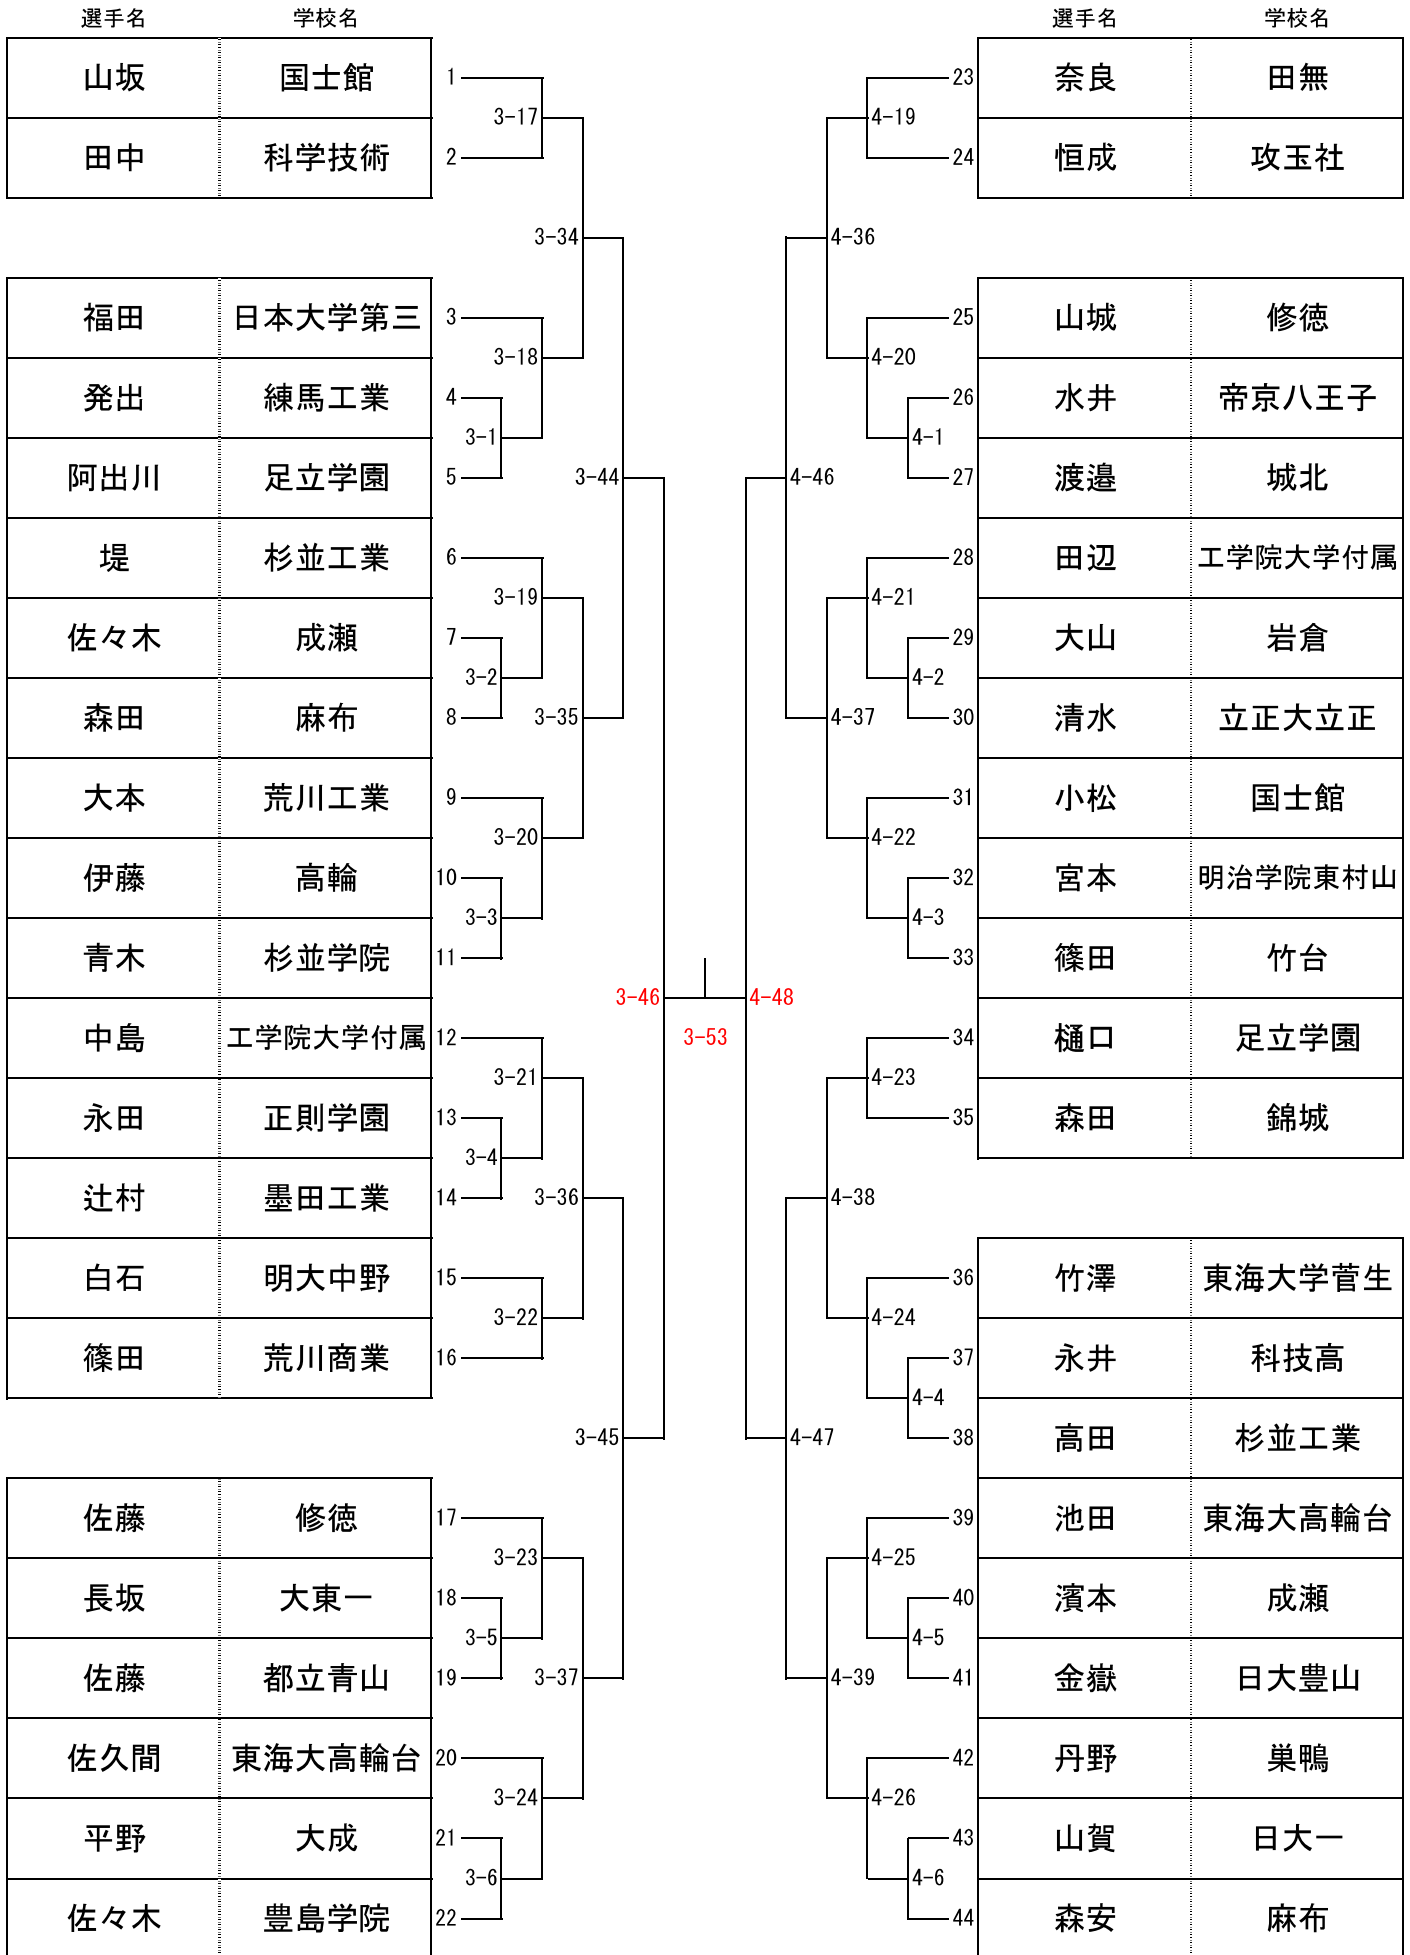 選手名 学校名 選手名 学校名
山坂 国士館 1 23 奈良 田無
3-17 4-19
田中 科学技術 2 24 恒成 攻玉社
3-34 4-36
福田 日本大学第三 3 25 山城 修徳
3-18 4-20
発出 練馬工業 4 26 水井 帝京八王子
3-1 4-1
阿出川 足立学園 5 3-44 4-46 27 渡邉 城北
堤 杉並工業 6 28 田辺 工学院大学付属
3-19 4-21
佐々木 成瀬 7 29 大山 岩倉
3-2 4-2
森田 麻布 8 3-35 4-37 30 清水 立正大立正
大本 荒川工業 9 31 小松 国士館
3-20 4-22
伊藤 高輪 10 32 宮本 明治学院東村山
3-3 4-3
青木 杉並学院 11 33 篠田 竹台
3-46 4-48
中島 工学院大学付属 12 3-53 34 樋口 足立学園
3-21 4-23
永田 正則学園 13 35 森田 錦城
3-4
辻村 墨田工業 14 3-36 4-38
白石 明大中野 15 36 竹澤 東海大学菅生
3-22 4-24
篠田 荒川商業 16 37 永井 科技高
4-4
3-45 4-47 38 高田 杉並工業
佐藤 修徳 17 39 池田 東海大高輪台
3-23 4-25
長坂 大東一 18 40 濱本 成瀬
3-5 4-5
佐藤 都立青山 19 3-37 4-39 41 金嶽 日大豊山
佐久間 東海大高輪台 20 42 丹野 巣鴨
3-24 4-26
平野 大成 21 43 山賀 日大一
3-6 4-6
佐々木 豊島学院 22 44 森安 麻布